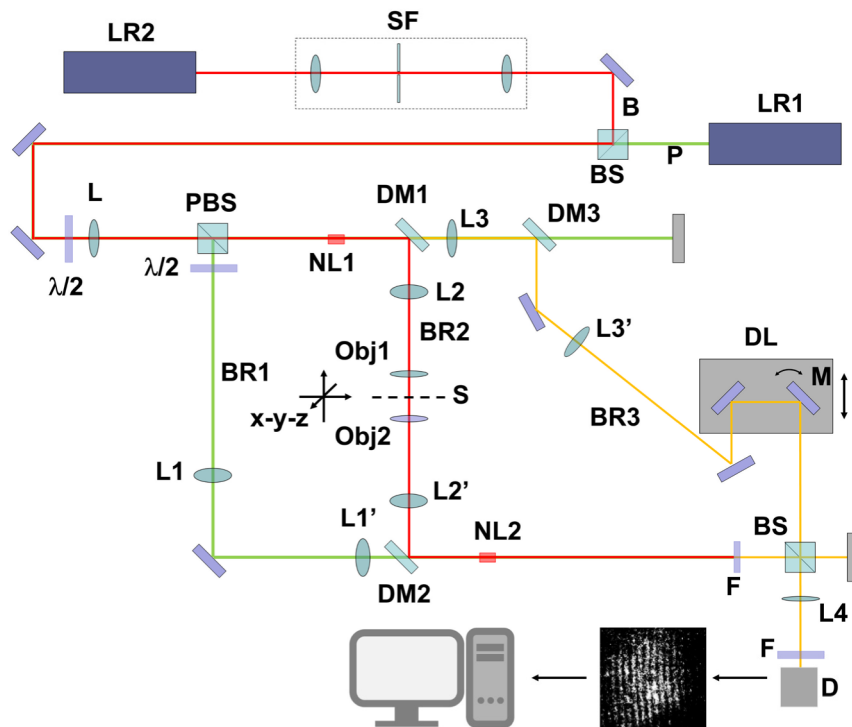 SF
LR2
B
LR1
P
BS
L
PBS
DM1
L3
DM3
λ/2
λ/2
NL1
L2
BR2
L3’
Obj1
DL
M
BR1
S
x-y-z
Obj2
BR3
L1
L1’
L2’
NL2
BS
DM2
F
L4
F
D